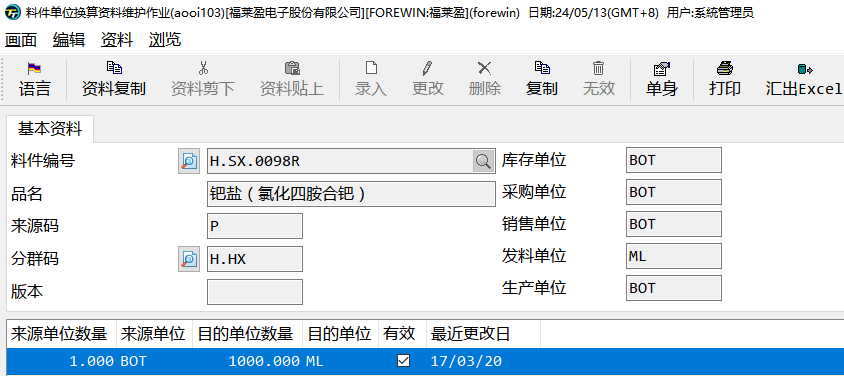 料件单位换算资料维护作业(aooi103)[福莱盈电子股份有限公司][FOREWIN:福莱盈](forewin) 日期:24/05/13(GMT+8) 用户:系统管理员
画面 编辑 资料 浏览
语言 资料复制 资料剪下 资料贴上 录入 更改 删除 复制 无效 单身 打印 汇出Excel
基本资料
料件编号 H.SX.0098R 库存单位 BOT
品名 钯盐（氯化四胺合钯） 采购单位 BOT
来源码 P 销售单位 BOT
分群码 H.HX 发料单位 ML
版本 生产单位 BOT
来源单位数量 来源单位 目的单位数量 目的单位 有效 最近更改日
1.000 BOT 1000.000 ML 17/03/20